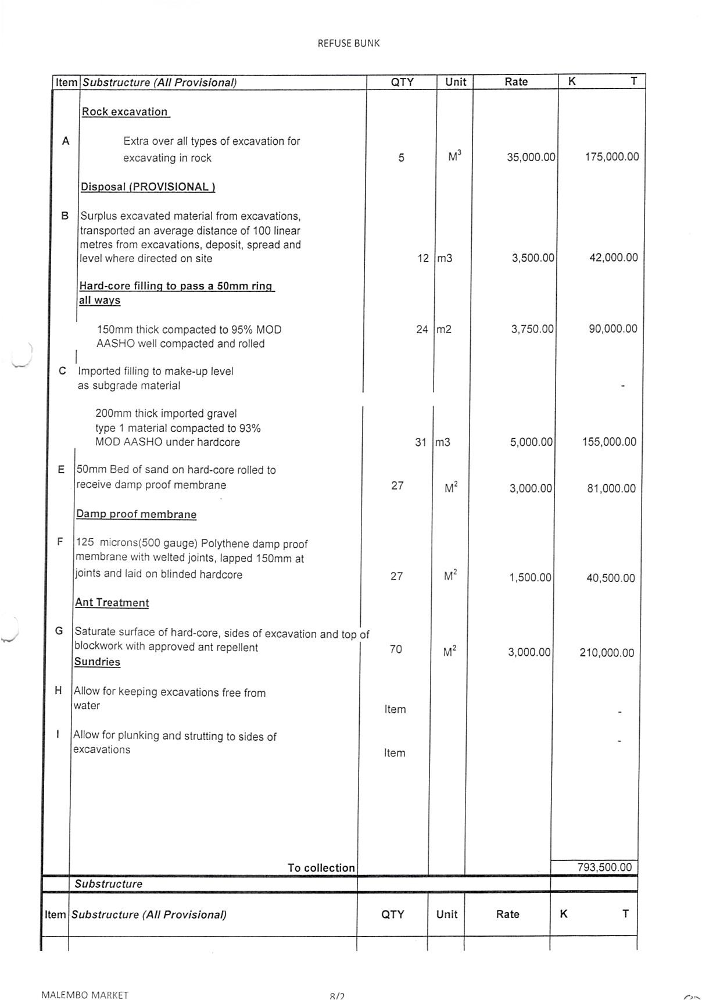 REFUSE BUNK
Item Substructure (All Provisional) QTY Unit Rate K T
Rock excavation
A Extra over all types of excavation for
excavating in rock 5 M³ 35,000.00 175,000.00
Disposal (PROVISIONAL )
B Surplus excavated material from excavations,
transported an average distance of 100 linear
metres from excavations, deposit, spread and
level where directed on site 12 m3 3,500.00 42,000.00
Hard-core filling to pass a 50mm ring
all ways
150mm thick compacted to 95% MOD 24 m2 3,750.00 90,000.00
AASHO well compacted and rolled
C Imported filling to make-up level
as subgrade material -
200mm thick imported gravel
type 1 material compacted to 93%
MOD AASHO under hardcore 31 m3 5,000.00 155,000.00
E 50mm Bed of sand on hard-core rolled to
receive damp proof membrane 27 M² 3,000.00 81,000.00
Damp proof membrane
F 125 microns(500 gauge) Polythene damp proof
membrane with welted joints, lapped 150mm at
joints and laid on blinded hardcore 27 M² 1,500.00 40,500.00
Ant Treatment
G Saturate surface of hard-core, sides of excavation and top of
blockwork with approved ant repellent 70 M² 3,000.00 210,000.00
Sundries
H Allow for keeping excavations free from
water Item -
I Allow for plunking and strutting to sides of -
excavations Item
To collection 793,500.00
Substructure
Item Substructure (All Provisional) QTY Unit Rate K T
MALEMBO MARKET 8/2